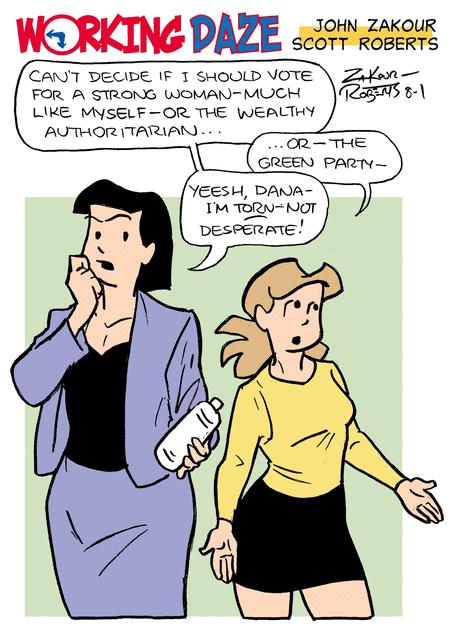 WORKING DAZE
JOHN ZAKOUR
SCOTT ROBERTS
CAN'T DECIDE IF I SHOULD VOTE
FOR A STRONG WOMAN–MUCH
LIKE MYSELF–OR THE WEALTHY
AUTHORITARIAN...
ZAKOUR–
ROBERTS 8-1
...OR–THE
GREEN PARTY–
YEESH, DANA–
I'M TORN–NOT
DESPERATE!